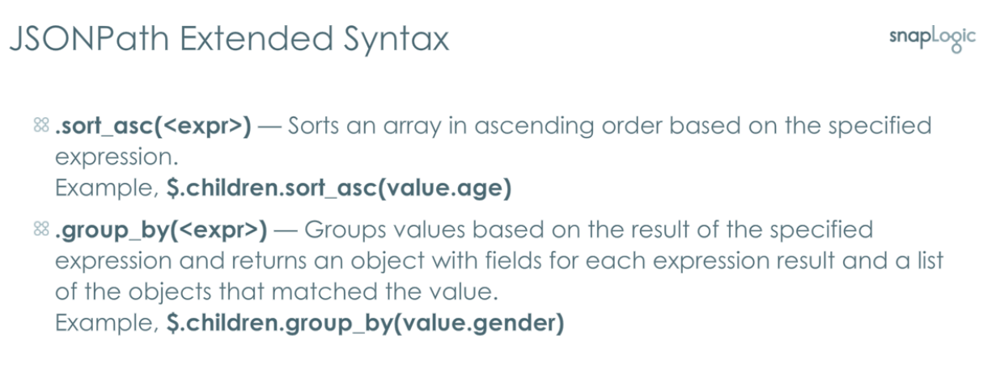 JSONPath Extended Syntax
snapLogic
.sort_asc(<expr>) — Sorts an array in ascending order based on the specified
expression.
Example, $.children.sort_asc(value.age)
.group_by(<expr>) — Groups values based on the result of the specified
expression and returns an object with fields for each expression result and a list
of the objects that matched the value.
Example, $.children.group_by(value.gender)